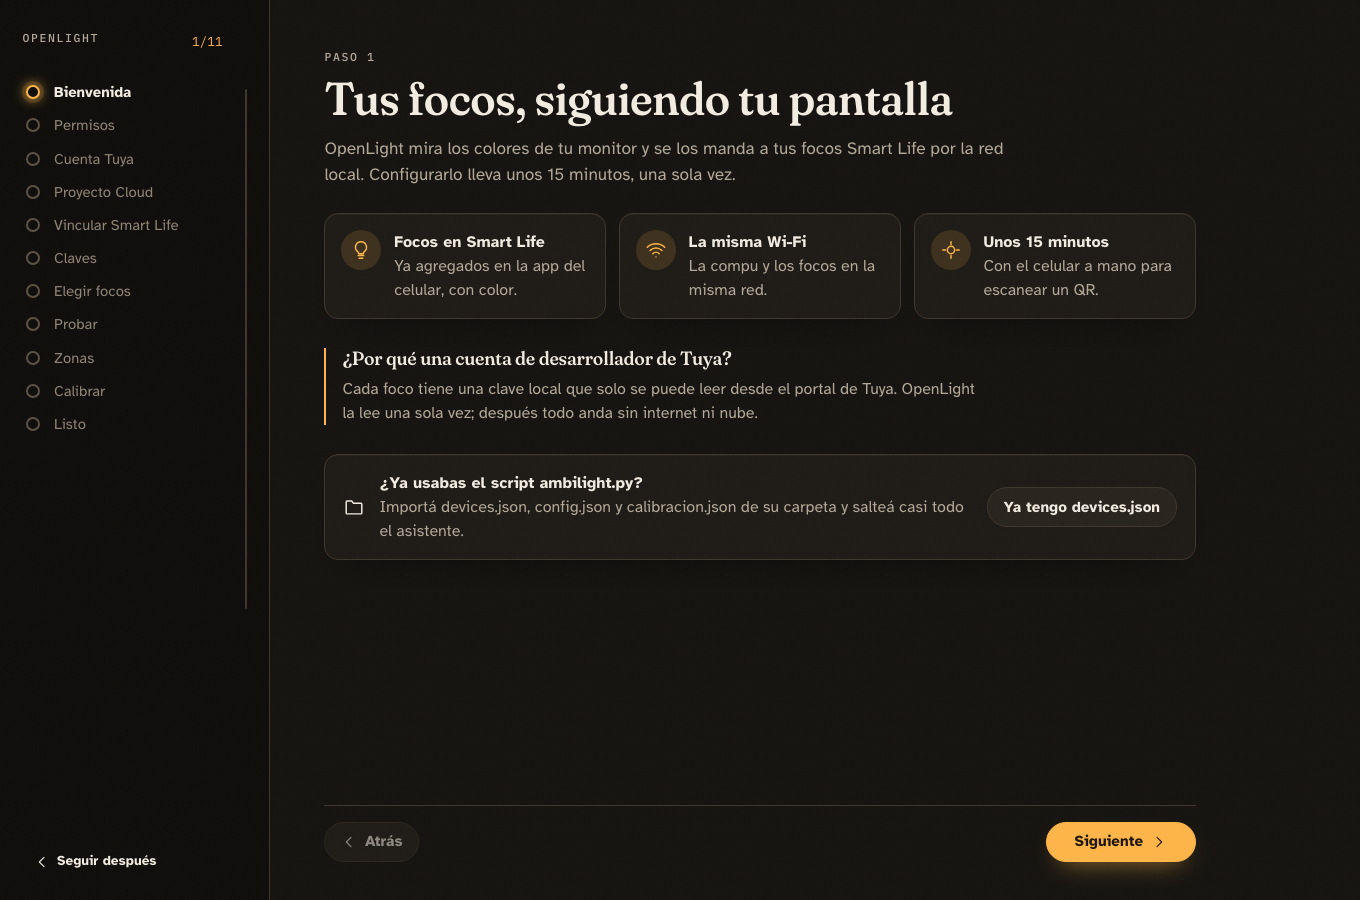 OPENLIGHT
1/11
Bienvenida
Permisos
Cuenta Tuya
Proyecto Cloud
Vincular Smart Life
Claves
Elegir focos
Probar
Zonas
Calibrar
Listo
Seguir después
PASO 1
Tus focos, siguiendo tu pantalla
OpenLight mira los colores de tu monitor y se los manda a tus focos Smart Life por la red
local. Configurarlo lleva unos 15 minutos, una sola vez.
Focos en Smart Life
Ya agregados en la app del
celular, con color.
La misma Wi-Fi
La compu y los focos en la
misma red.
Unos 15 minutos
Con el celular a mano para
escanear un QR.
¿Por qué una cuenta de desarrollador de Tuya?
Cada foco tiene una clave local que solo se puede leer desde el portal de Tuya. OpenLight
la lee una sola vez; después todo anda sin internet ni nube.
¿Ya usabas el script ambilight.py?
Importá devices.json, config.json y calibracion.json de su carpeta y salteá casi todo
el asistente.
Ya tengo devices.json
Atrás
Siguiente